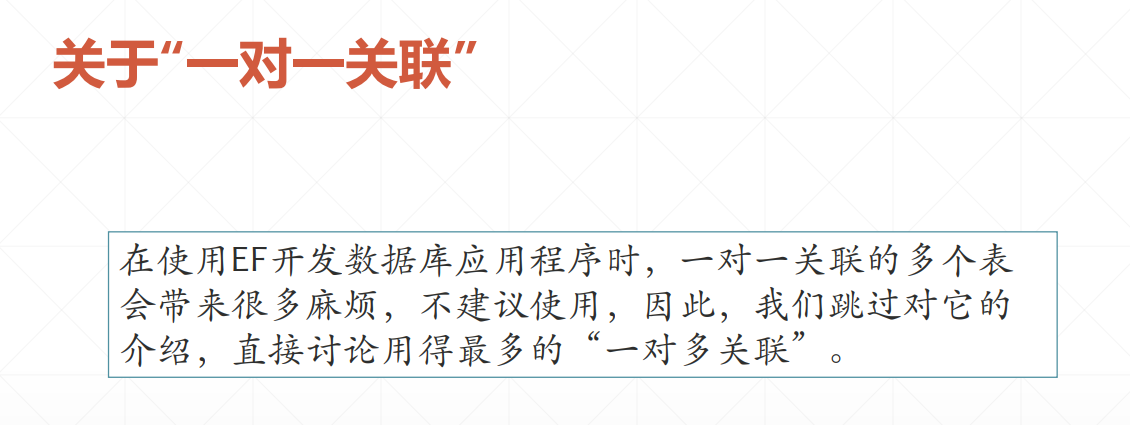 关于“一对一关联”
在使用EF开发数据库应用程序时，一对一关联的多个表
会带来很多麻烦，不建议使用，因此，我们跳过对它的
介绍，直接讨论用得最多的“一对多关联”。